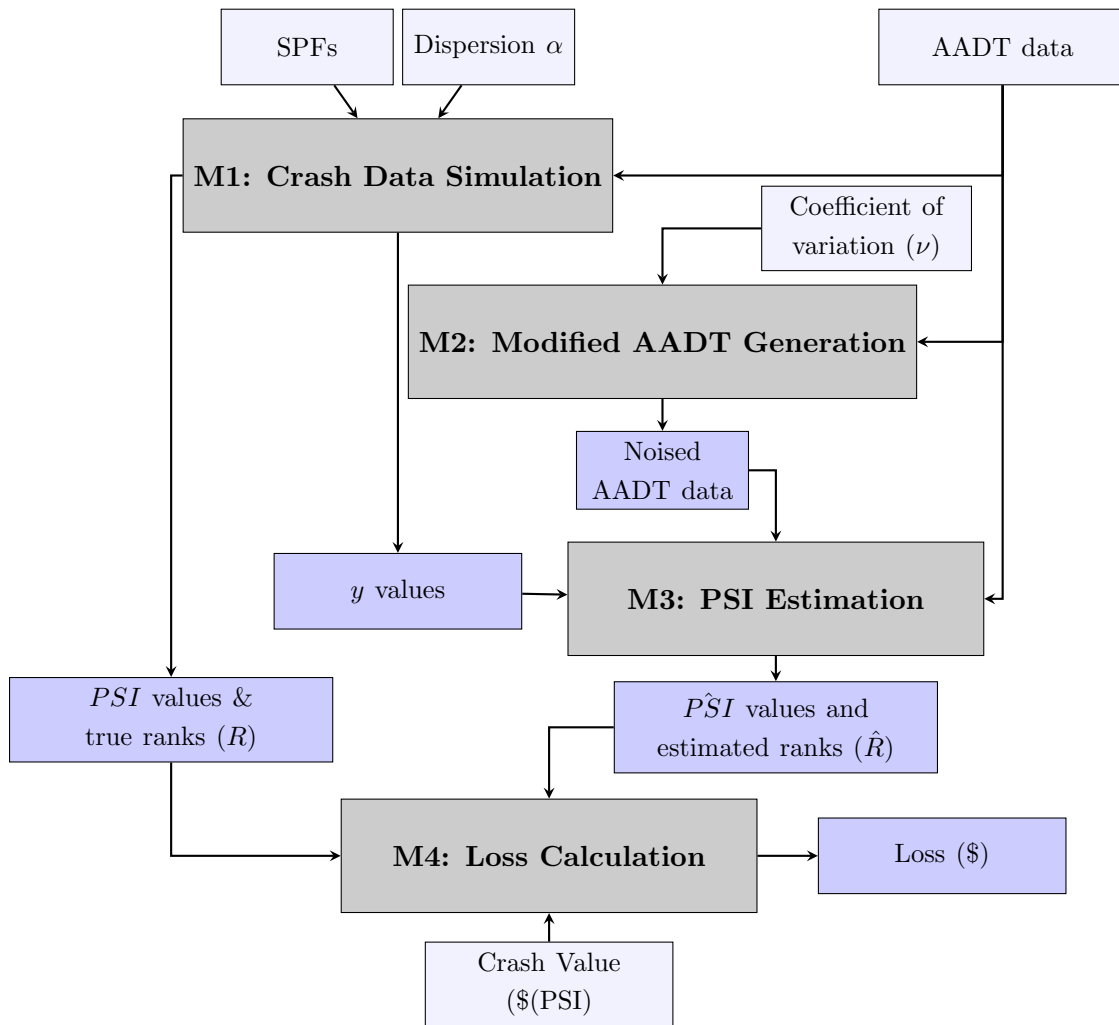 SPFs
Dispersion α
AADT data
M1: Crash Data Simulation
Coefficient of
variation (ν)
M2: Modified AADT Generation
Noised
AADT data
y values
M3: PSI Estimation
PSI values &
true ranks (R)
PŜI values and
estimated ranks (R̂)
M4: Loss Calculation
Loss ($)
Crash Value
($(PSI)